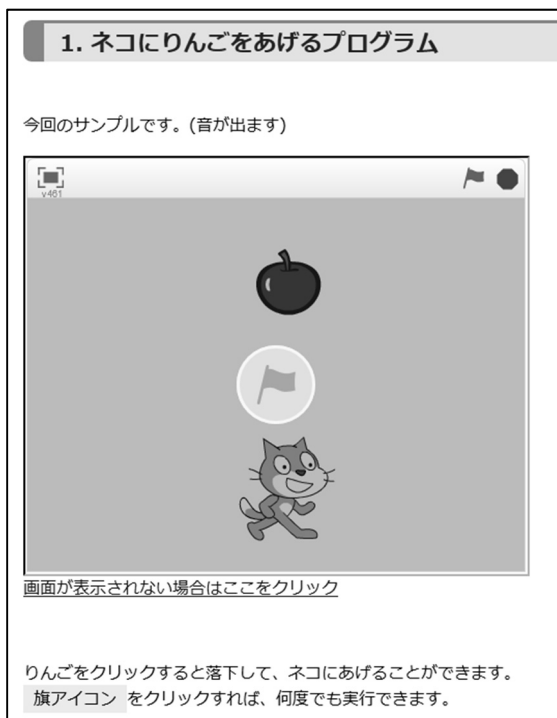 1. ネコにりんごをあげるプログラム
今回のサンプルです。(音が出ます)
v461
画面が表示されない場合はここをクリック
りんごをクリックすると落下して、ネコにあげることができます。
旗アイコン をクリックすれば、何度でも実行できます。